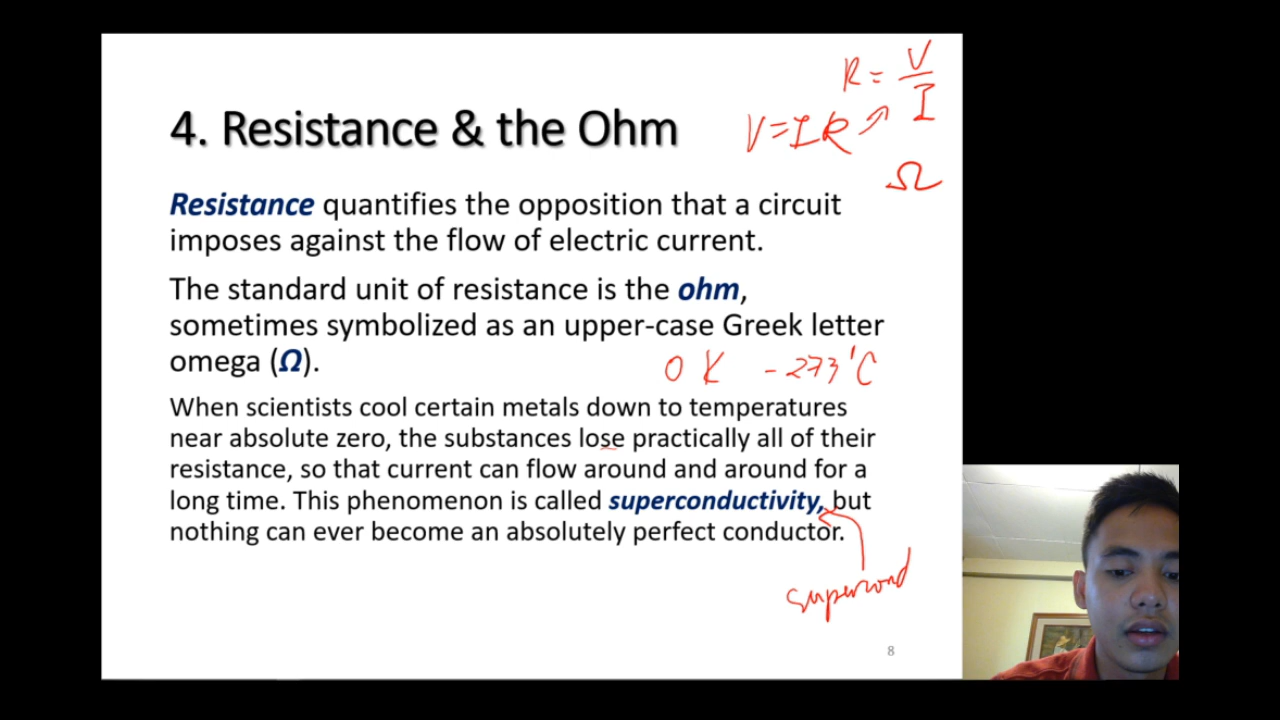 R = V/I
4. Resistance & the Ohm
V=IR
Ω
Resistance quantifies the opposition that a circuit
imposes against the flow of electric current.
The standard unit of resistance is the ohm,
sometimes symbolized as an upper-case Greek letter
omega (Ω).
0 K -273°C
When scientists cool certain metals down to temperatures
near absolute zero, the substances lose practically all of their
resistance, so that current can flow around and around for a
long time. This phenomenon is called superconductivity, but
nothing can ever become an absolutely perfect conductor.
8